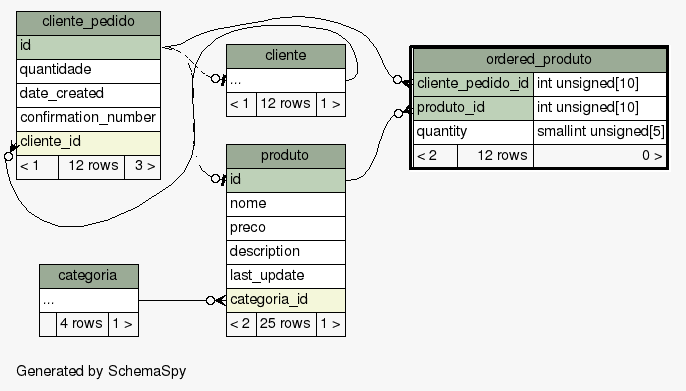 cliente_pedido
id
quantidade
date_created
confirmation_number
cliente_id
< 1 12 rows 3 >
cliente
...
< 1 12 rows 1 >
ordered_produto
cliente_pedido_id int unsigned[10]
produto_id int unsigned[10]
quantity smallint unsigned[5]
< 2 12 rows 0 >
produto
id
nome
preco
description
last_update
categoria_id
< 2 25 rows 1 >
categoria
...
4 rows 1 >
Generated by SchemaSpy